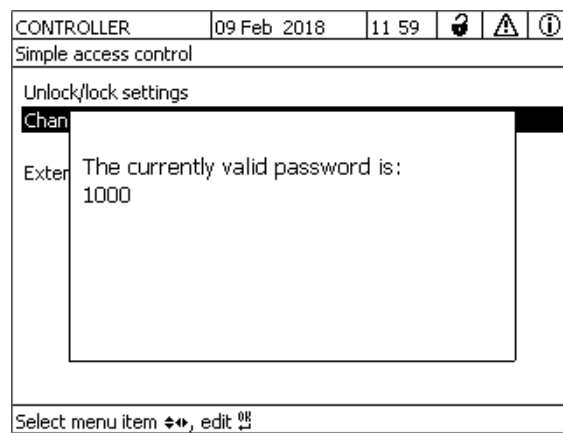 CONTROLLER 09 Feb 2018 11 59
Simple access control
Unlock/lock settings
Chan
The currently valid password is:
Exter
1000
Select menu item, edit OK